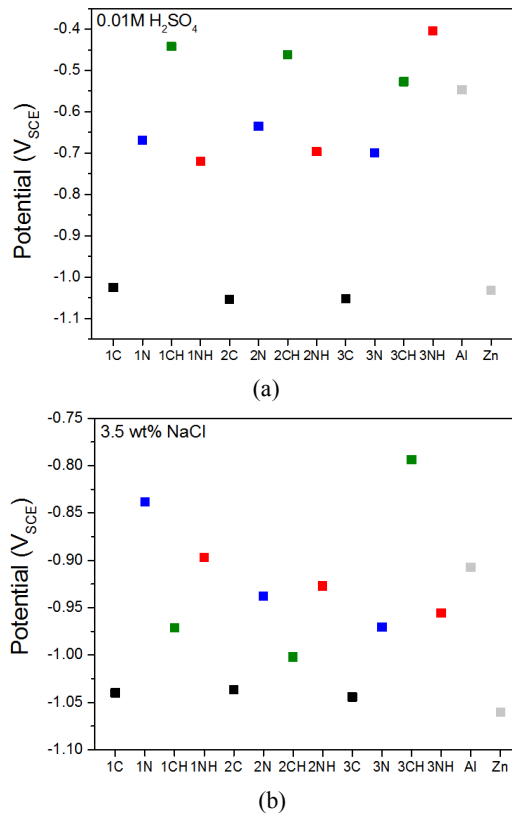 0.01M H₂SO₄
Potential (V_SCE)
-0.4
-0.5
-0.6
-0.7
-0.8
-0.9
-1.0
-1.1
1C 1N 1CH 1NH 2C 2N 2CH 2NH 3C 3N 3CH 3NH Al Zn
(a)
3.5 wt% NaCl
Potential (V_SCE)
-0.75
-0.80
-0.85
-0.90
-0.95
-1.00
-1.05
-1.10
1C 1N 1CH 1NH 2C 2N 2CH 2NH 3C 3N 3CH 3NH Al Zn
(b)